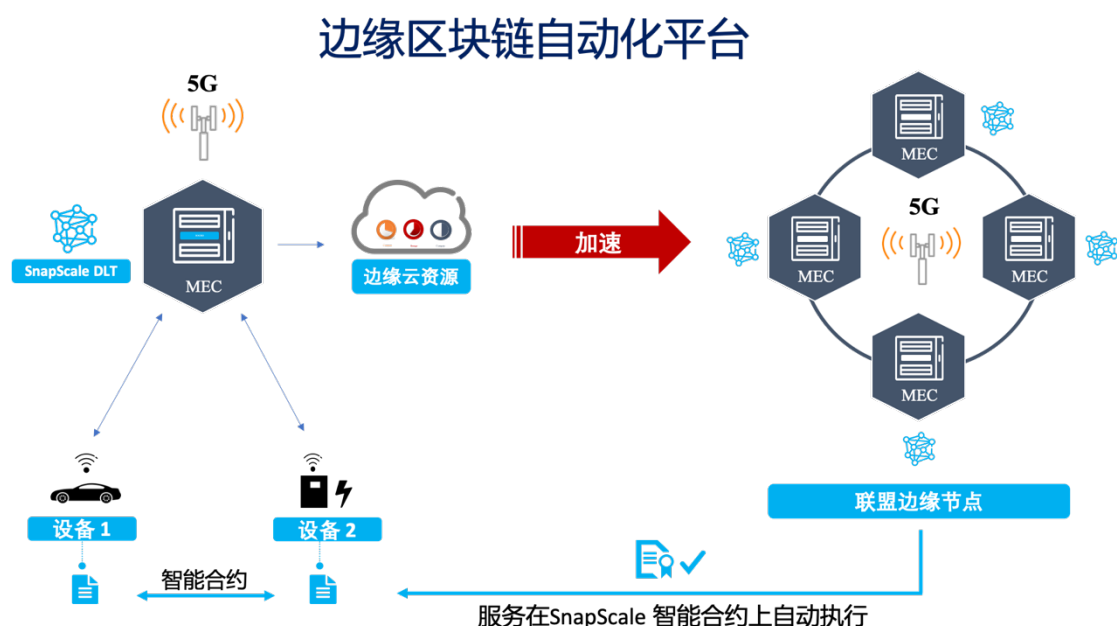 边缘区块链自动化平台
5G
MEC
SnapScale DLT
MEC
边缘云资源
加速
MEC
5G
MEC
MEC
联盟边缘节点
设备 1
设备 2
智能合约
服务在SnapScale 智能合约上自动执行